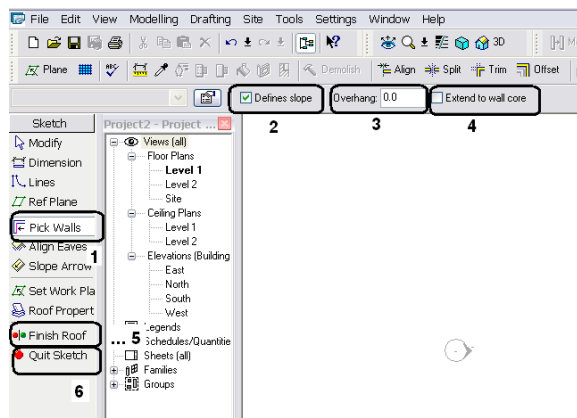 File Edit View Modelling Drafting Site Tools Settings Window Help
3D
Plane Demolish Align Split Trim Offset
Defines slope Overhang: 0.0 Extend to wall core
2 3 4
Sketch
Modify
Dimension
Lines
Ref Plane
Pick Walls
1
Align Eaves
Slope Arrow
Set Work Pla
Roof Propert
Finish Roof
Quit Sketch
6
Project2 - Project ...
Views (all)
Floor Plans
Level 1
Level 2
Site
Ceiling Plans
Level 1
Level 2
Elevations (Building
East
North
South
West
Legends
... 5
Schedules/Quantitie
Sheets (all)
Families
Groups